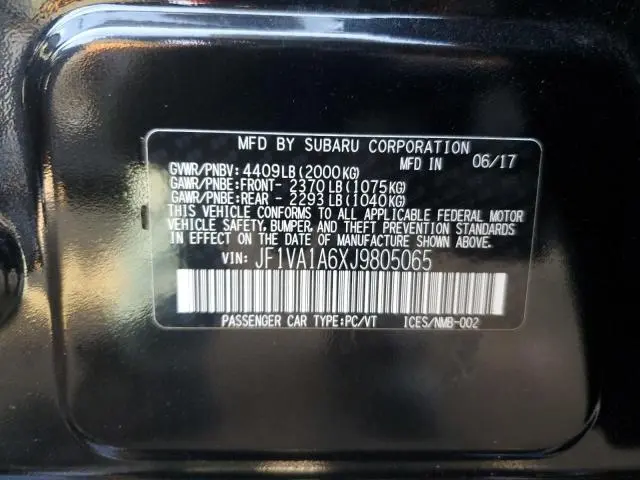 MFD BY SUBARU CORPORATION
MFD IN 06/17
GVWR/PNBV: 4409LB(2000KG)
GAWR/PNBE:FRONT- 2370LB(1075KG)
GAWR/PNBE:REAR - 2293LB(1040KG)
THIS VEHICLE CONFORMS TO ALL APPLICABLE FEDERAL MOTOR
VEHICLE SAFETY, BUMPER, AND THEFT PREVENTION STANDARDS
IN EFFECT ON THE DATE OF MANUFACTURE SHOWN ABOVE.
VIN: JF1VA1A6XJ9805065
PASSENGER CAR TYPE:PC/VT ICES/NMB-002